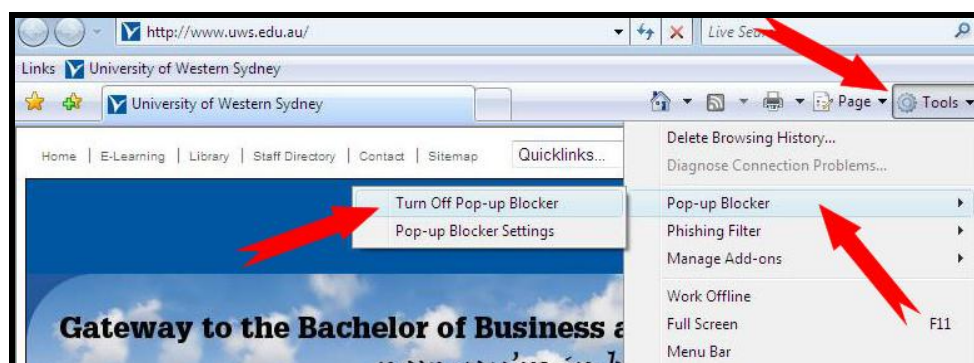 http://www.uws.edu.au/
Live Sea
Links University of Western Sydney
University of Western Sydney
Page Tools
Home | E-Learning | Library | Staff Directory | Contact | Sitemap Quicklinks...
Delete Browsing History...
Diagnose Connection Problems...
Turn Off Pop-up Blocker
Pop-up Blocker Settings
Pop-up Blocker
Phishing Filter
Manage Add-ons
Work Offline
Full Screen F11
Menu Bar
Gateway to the Bachelor of Business a